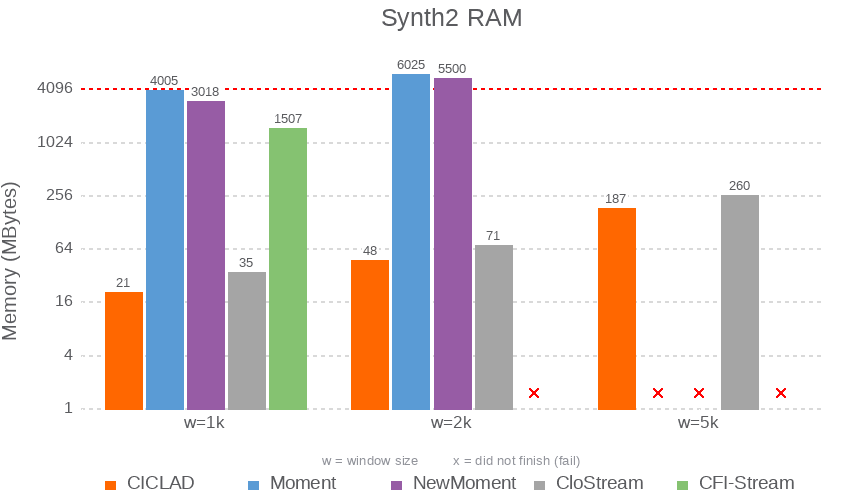 Synth2 RAM
Memory (MBytes)
4096
1024
256
64
16
4
1
21
4005
3018
35
1507
48
6025
5500
71
x
187
x
x
260
x
w=1k
w=2k
w=5k
w = window size
x = did not finish (fail)
CICLAD
Moment
NewMoment
CloStream
CFI-Stream